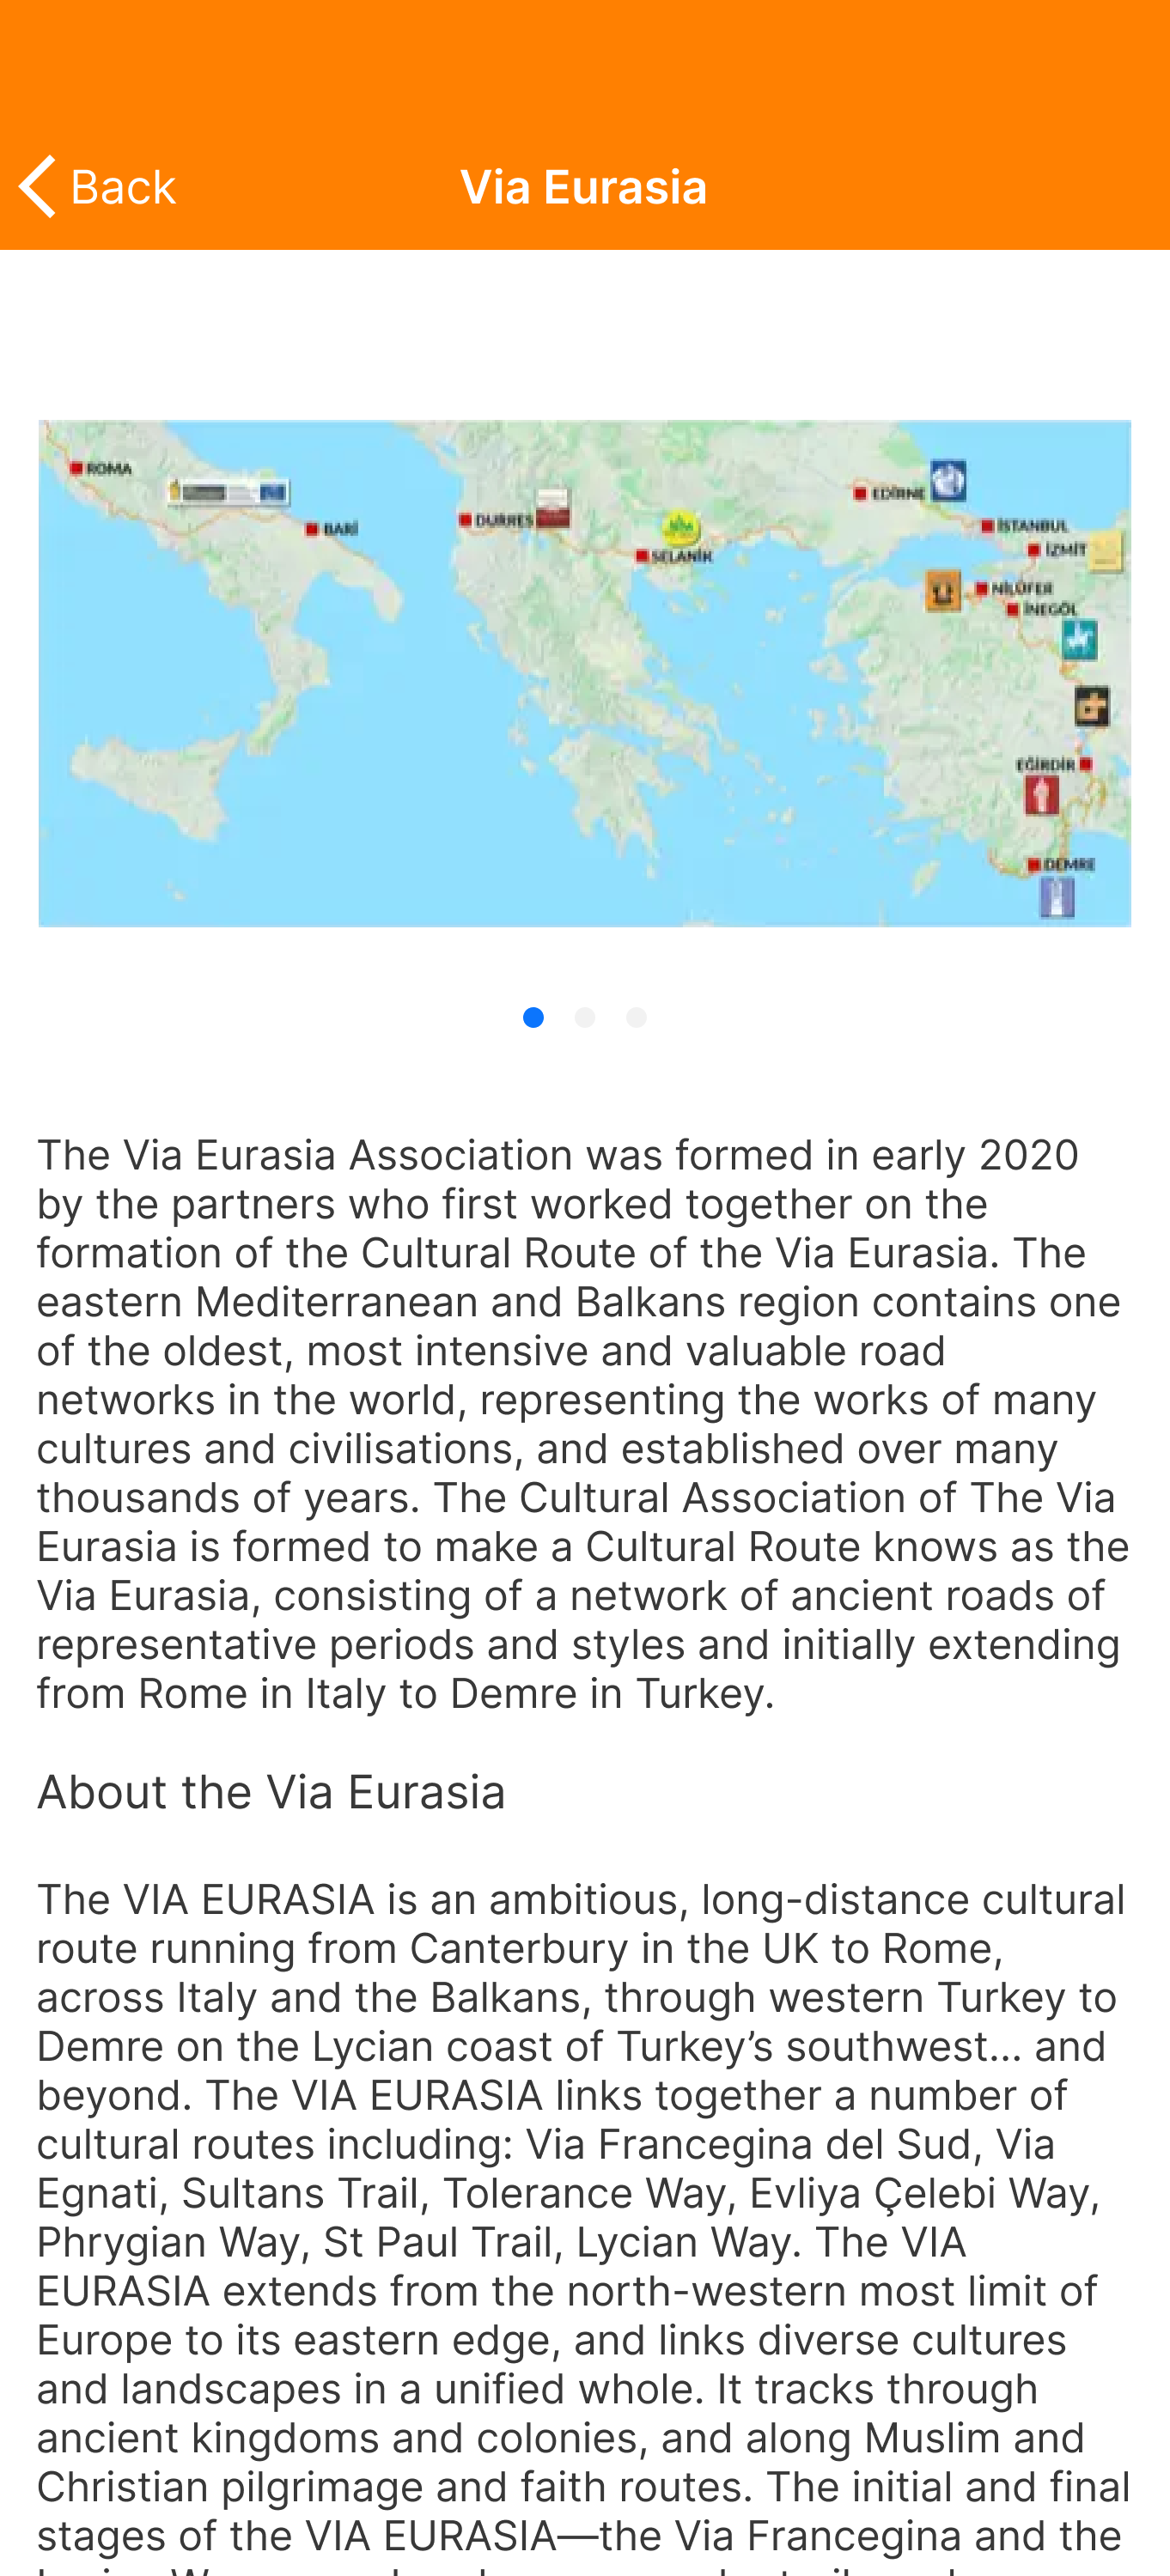 Back
Via Eurasia
ROMA
BARİ
DURRES
SELANİK
EDİRNE
İSTANBUL
İZMİT
NİLÜFER
İNEGÖL
EĞİRDİR
DEMRE
The Via Eurasia Association was formed in early 2020
by the partners who first worked together on the
formation of the Cultural Route of the Via Eurasia. The
eastern Mediterranean and Balkans region contains one
of the oldest, most intensive and valuable road
networks in the world, representing the works of many
cultures and civilisations, and established over many
thousands of years. The Cultural Association of The Via
Eurasia is formed to make a Cultural Route knows as the
Via Eurasia, consisting of a network of ancient roads of
representative periods and styles and initially extending
from Rome in Italy to Demre in Turkey.
About the Via Eurasia
The VIA EURASIA is an ambitious, long-distance cultural
route running from Canterbury in the UK to Rome,
across Italy and the Balkans, through western Turkey to
Demre on the Lycian coast of Turkey’s southwest… and
beyond. The VIA EURASIA links together a number of
cultural routes including: Via Francegina del Sud, Via
Egnati, Sultans Trail, Tolerance Way, Evliya Çelebi Way,
Phrygian Way, St Paul Trail, Lycian Way. The VIA
EURASIA extends from the north-western most limit of
Europe to its eastern edge, and links diverse cultures
and landscapes in a unified whole. It tracks through
ancient kingdoms and colonies, and along Muslim and
Christian pilgrimage and faith routes. The initial and final
stages of the VIA EURASIA—the Via Francegina and the